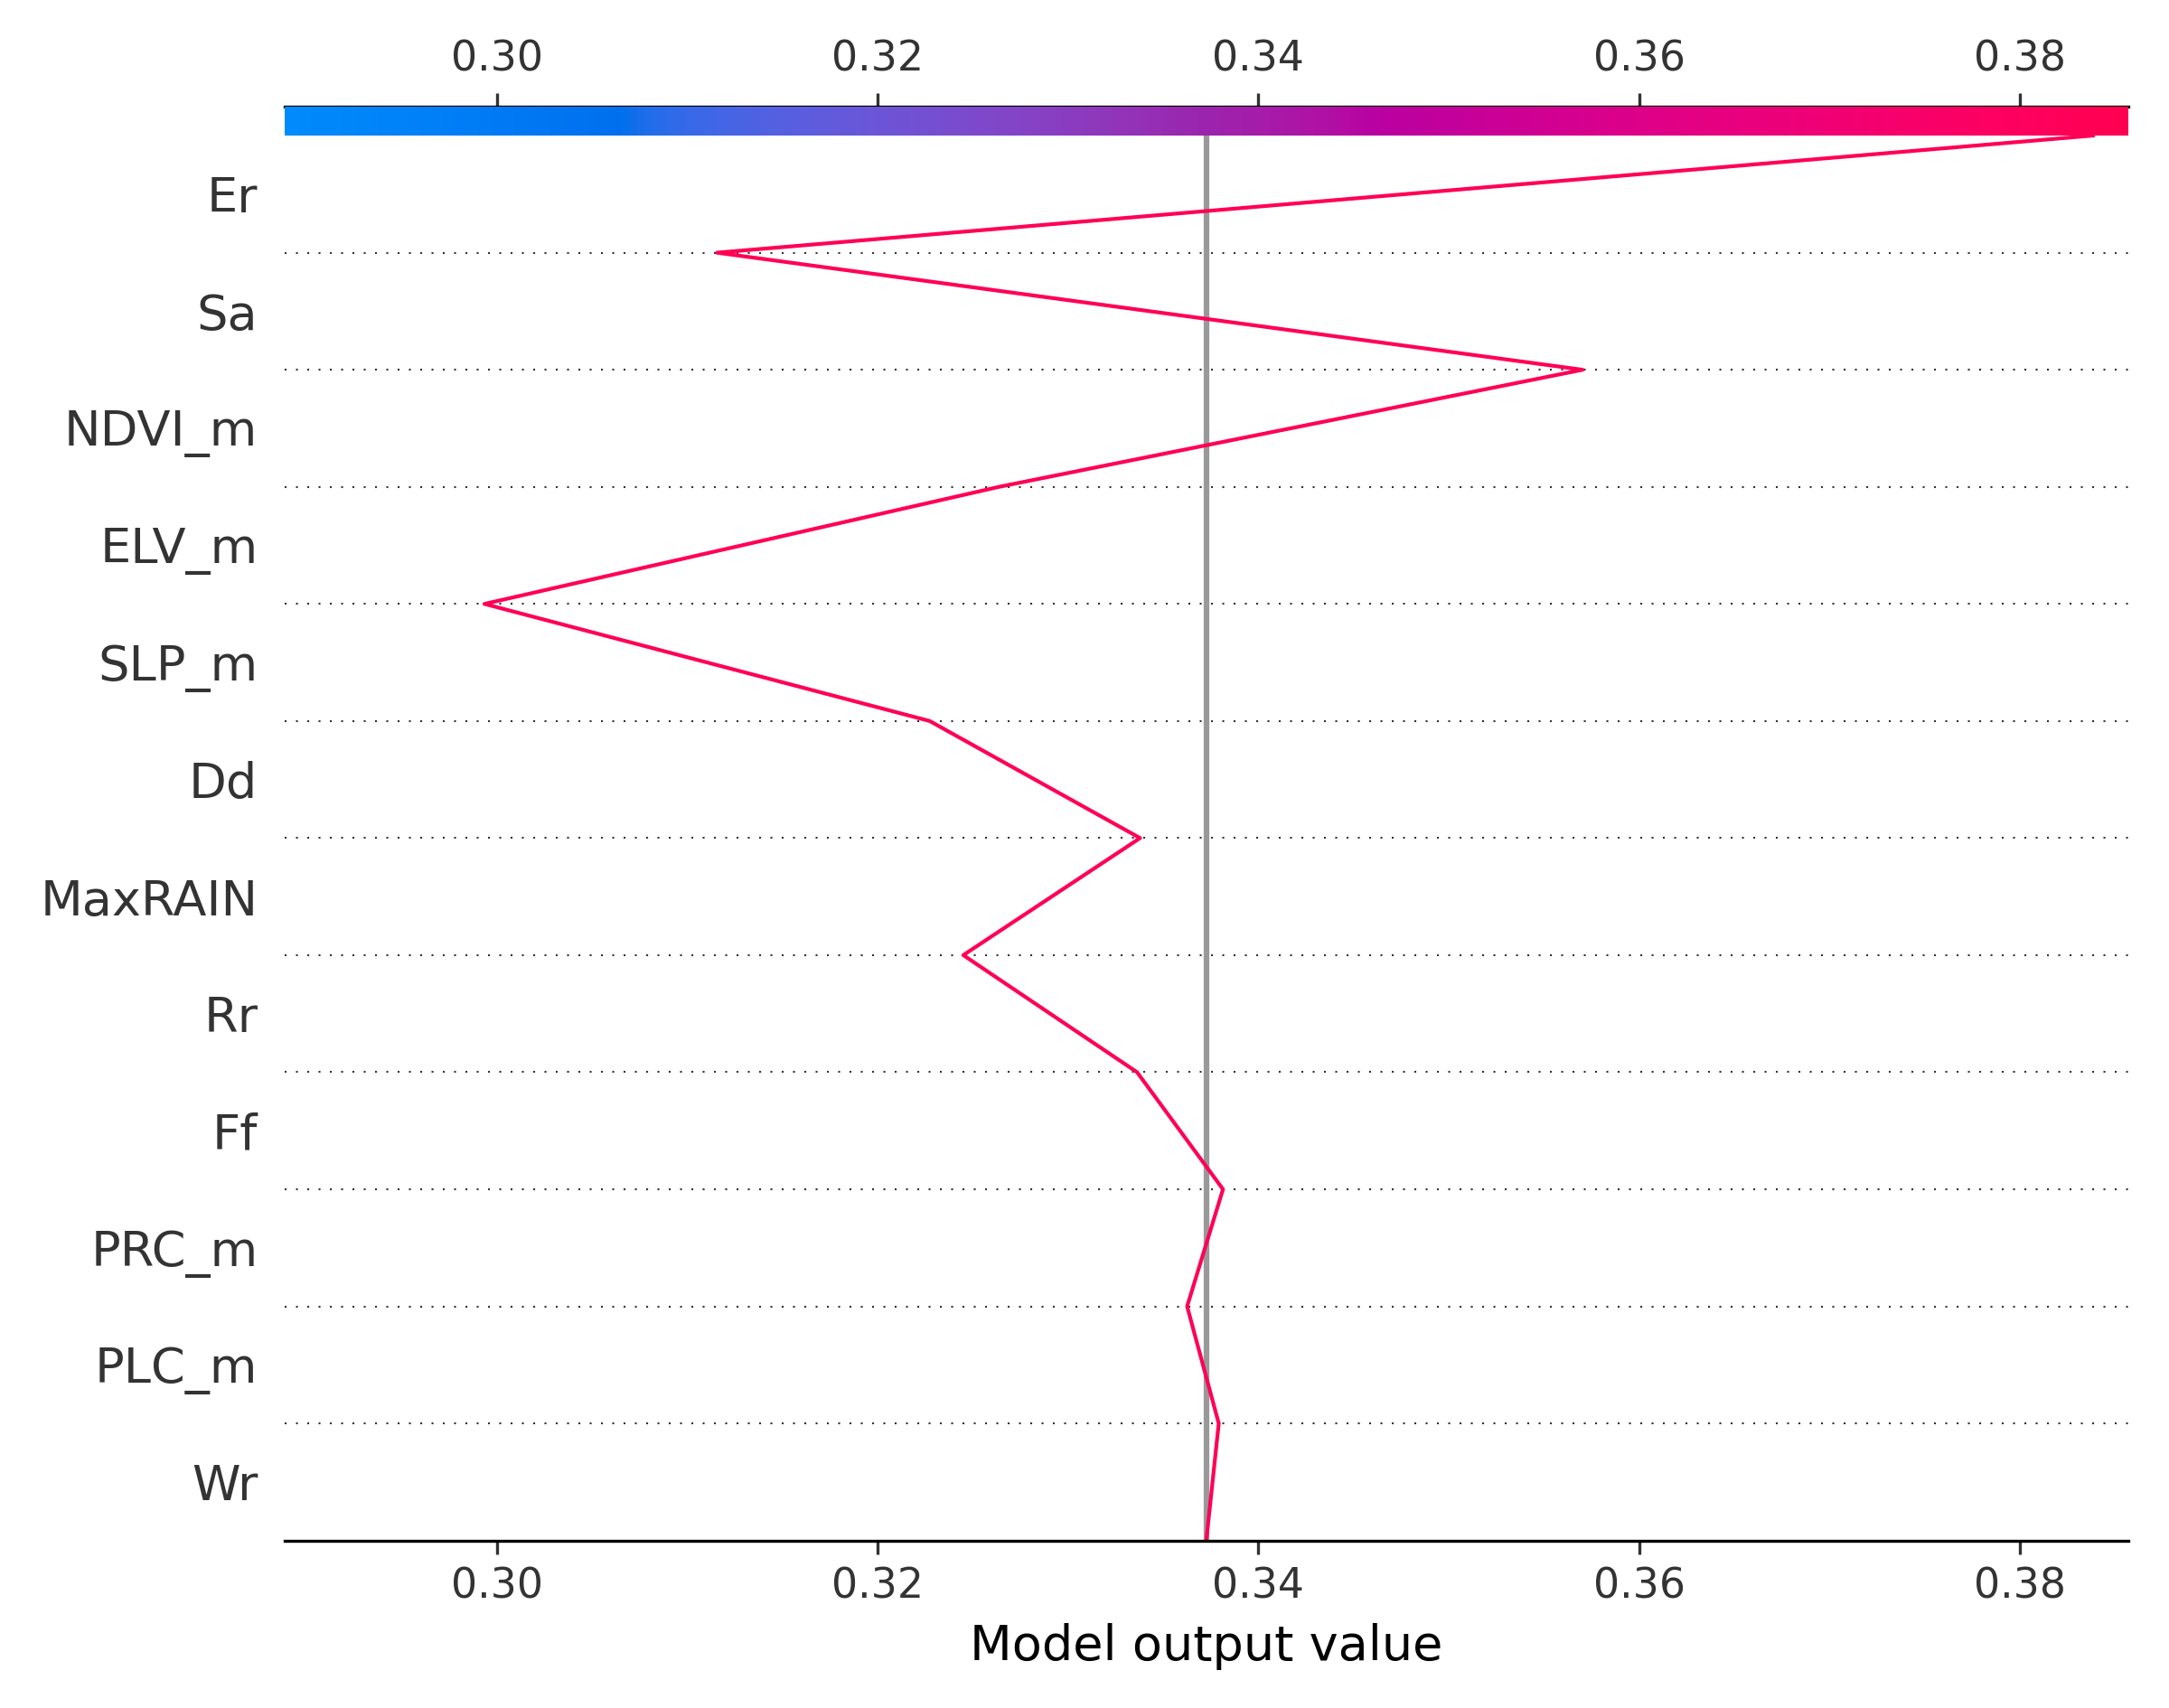 0.30 0.32 0.34 0.36 0.38
Er
Sa
NDVI_m
ELV_m
SLP_m
Dd
MaxRAIN
Rr
Ff
PRC_m
PLC_m
Wr
0.30 0.32 0.34 0.36 0.38
Model output value